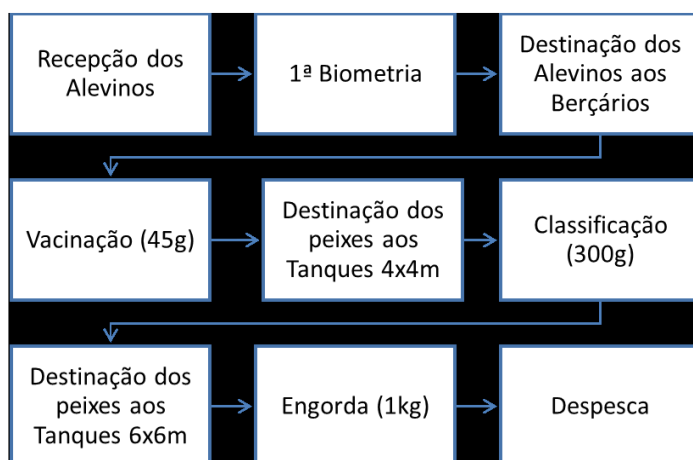 Recepção dos
Alevinos
1ª Biometria
Destinação dos
Alevinos aos
Berçários
Vacinação (45g)
Destinação dos
peixes aos
Tanques 4x4m
Classificação
(300g)
Destinação dos
peixes aos
Tanques 6x6m
Engorda (1kg)
Despesca